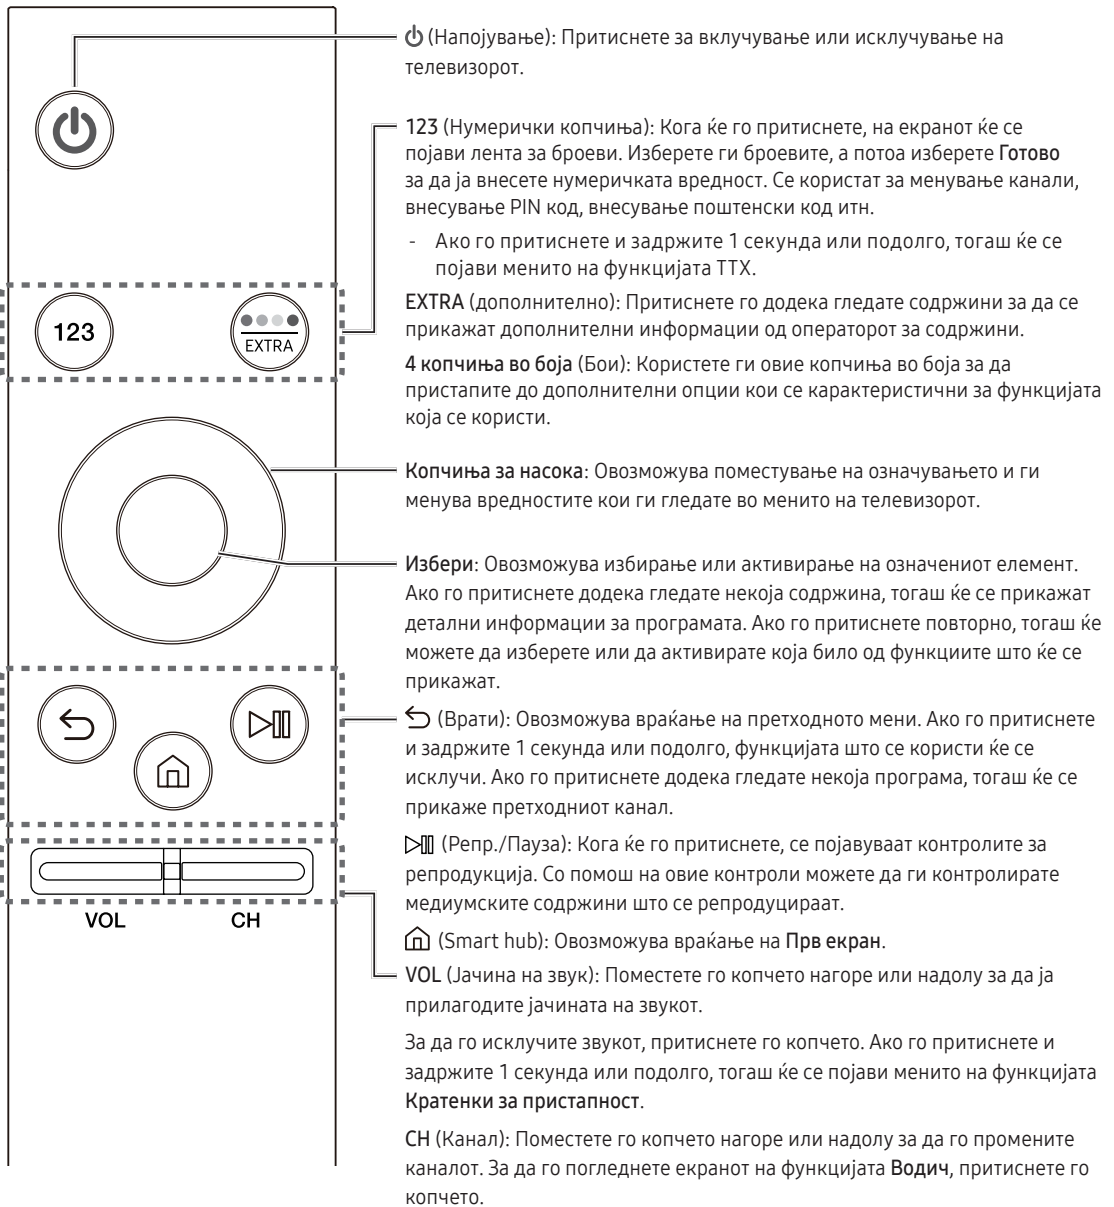 (Напојување): Притиснете за вклучување или исклучување на
телевизорот.
123 (Нумерички копчиња): Кога ќе го притиснете, на екранот ќе се
појави лента за броеви. Изберете ги броевите, а потоа изберете Готово
за да ја внесете нумеричката вредност. Се користат за менување канали,
внесување PIN код, внесување поштенски код итн.
- Ако го притиснете и задржите 1 секунда или подолго, тогаш ќе се
појави менито на функцијата TTX.
EXTRA (дополнително): Притиснете го додека гледате содржини за да се
прикажат дополнителни информации од операторот за содржини.
4 копчиња во боја (Бои): Користете ги овие копчиња во боја за да
пристапите до дополнителни опции кои се карактеристични за функцијата
која се користи.
Копчиња за насока: Овозможува поместување на означувањето и ги
менува вредностите кои ги гледате во менито на телевизорот.
Избери: Овозможува избирање или активирање на означениот елемент.
Ако го притиснете додека гледате некоја содржина, тогаш ќе се прикажат
детални информации за програмата. Ако го притиснете повторно, тогаш ќе
можете да изберете или да активирате која било од функциите што ќе се
прикажат.
(Врати): Овозможува враќање на претходното мени. Ако го притиснете
и задржите 1 секунда или подолго, функцијата што се користи ќе се
исклучи. Ако го притиснете додека гледате некоја програма, тогаш ќе се
прикаже претходниот канал.
(Репр./Пауза): Кога ќе го притиснете, се појавуваат контролите за
репродукција. Со помош на овие контроли можете да ги контролирате
медиумските содржини што се репродуцираат.
(Smart hub): Овозможува враќање на Прв екран.
VOL (Јачина на звук): Поместете го копчето нагоре или надолу за да ја
прилагодите јачината на звукот.
За да го исклучите звукот, притиснете го копчето. Ако го притиснете и
задржите 1 секунда или подолго, тогаш ќе се појави менито на функцијата
Кратенки за пристапност.
CH (Канал): Поместете го копчето нагоре или надолу за да го промените
каналот. За да го погледнете екранот на функцијата Водич, притиснете го
копчето.
123
EXTRA
VOL
CH